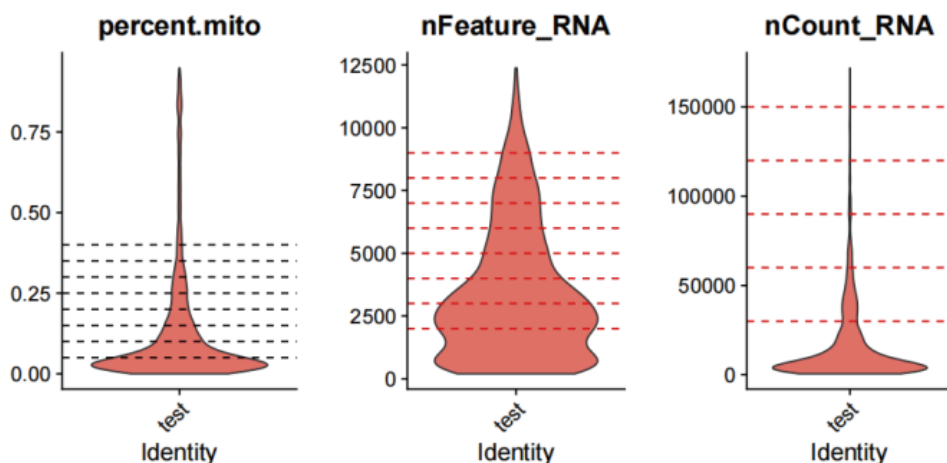 percent.mito
0.75
0.50
0.25
0.00
test
Identity
nFeature_RNA
12500
10000
7500
5000
2500
0
test
Identity
nCount_RNA
150000
100000
50000
0
test
Identity